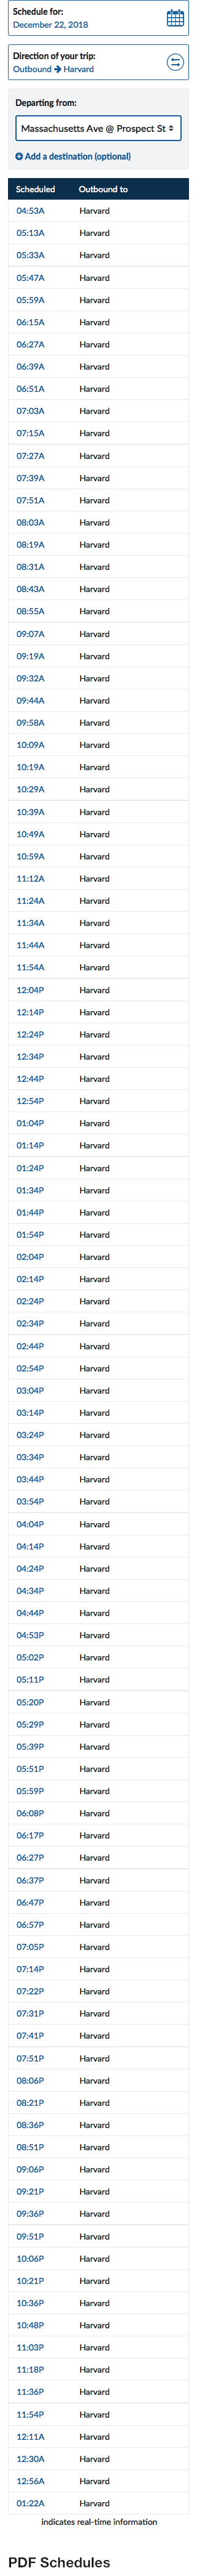 Schedule for:
December 22, 2018
Direction of your trip:
Outbound → Harvard
Departing from:
Massachusetts Ave @ Prospect St
Add a destination (optional)
Scheduled Outbound to
04:53A Harvard
05:13A Harvard
05:33A Harvard
05:47A Harvard
05:59A Harvard
06:15A Harvard
06:27A Harvard
06:39A Harvard
06:51A Harvard
07:03A Harvard
07:15A Harvard
07:27A Harvard
07:39A Harvard
07:51A Harvard
08:03A Harvard
08:19A Harvard
08:31A Harvard
08:43A Harvard
08:55A Harvard
09:07A Harvard
09:19A Harvard
09:32A Harvard
09:44A Harvard
09:58A Harvard
10:09A Harvard
10:19A Harvard
10:29A Harvard
10:39A Harvard
10:49A Harvard
10:59A Harvard
11:12A Harvard
11:24A Harvard
11:34A Harvard
11:44A Harvard
11:54A Harvard
12:04P Harvard
12:14P Harvard
12:24P Harvard
12:34P Harvard
12:44P Harvard
12:54P Harvard
01:04P Harvard
01:14P Harvard
01:24P Harvard
01:34P Harvard
01:44P Harvard
01:54P Harvard
02:04P Harvard
02:14P Harvard
02:24P Harvard
02:34P Harvard
02:44P Harvard
02:54P Harvard
03:04P Harvard
03:14P Harvard
03:24P Harvard
03:34P Harvard
03:44P Harvard
03:54P Harvard
04:04P Harvard
04:14P Harvard
04:24P Harvard
04:34P Harvard
04:44P Harvard
04:53P Harvard
05:02P Harvard
05:11P Harvard
05:20P Harvard
05:29P Harvard
05:39P Harvard
05:51P Harvard
05:59P Harvard
06:08P Harvard
06:17P Harvard
06:27P Harvard
06:37P Harvard
06:47P Harvard
06:57P Harvard
07:05P Harvard
07:14P Harvard
07:22P Harvard
07:31P Harvard
07:41P Harvard
07:51P Harvard
08:06P Harvard
08:21P Harvard
08:36P Harvard
08:51P Harvard
09:06P Harvard
09:21P Harvard
09:36P Harvard
09:51P Harvard
10:06P Harvard
10:21P Harvard
10:36P Harvard
10:48P Harvard
11:03P Harvard
11:18P Harvard
11:36P Harvard
11:54P Harvard
12:11A Harvard
12:30A Harvard
12:56A Harvard
01:22A Harvard
indicates real-time information
PDF Schedules